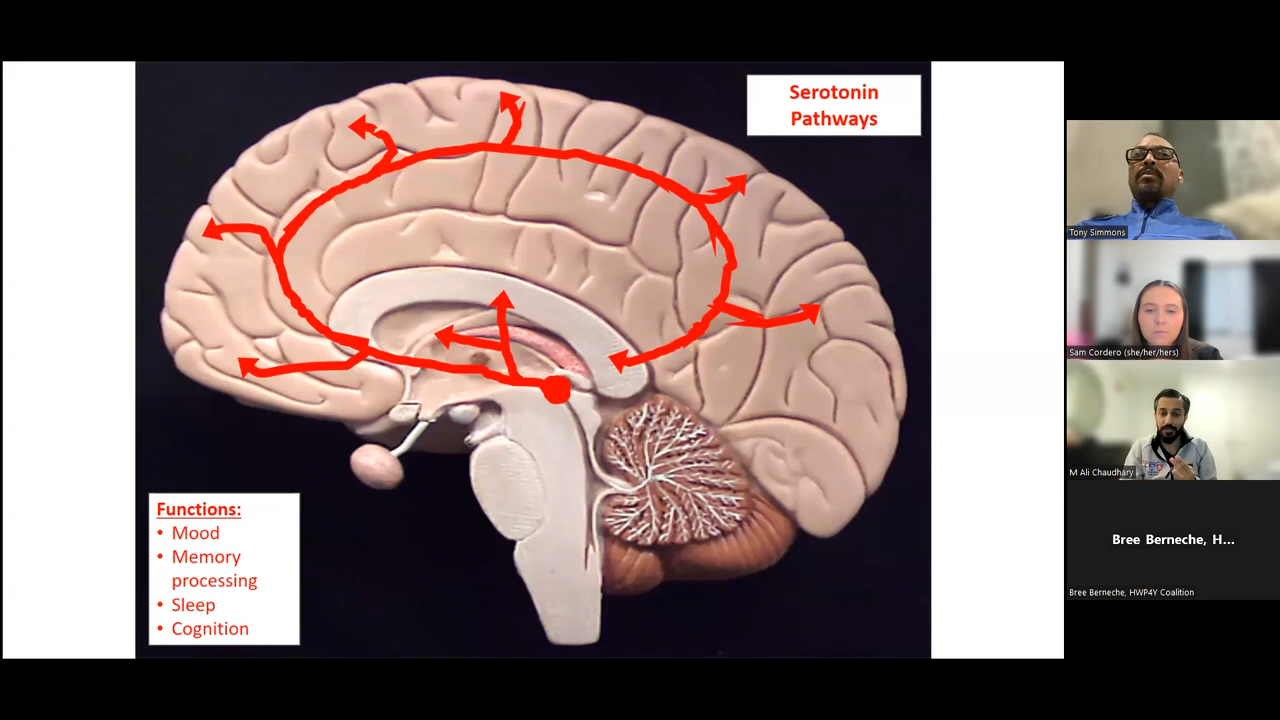 Serotonin
Pathways
Functions:
• Mood
• Memory
processing
• Sleep
• Cognition
Tony Simmons
Sam Cordero (she/her/hers)
M Ali Chaudhary
Bree Berneche, H...
Bree Berneche, HWP4Y Coalition